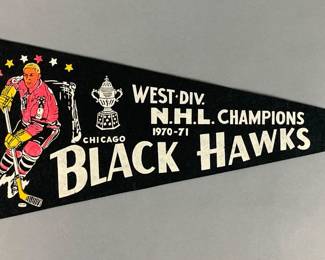 WEST·DIV.
N.H.L. CHAMPIONS
1970-71
CHICAGO
BLACK HAWKS